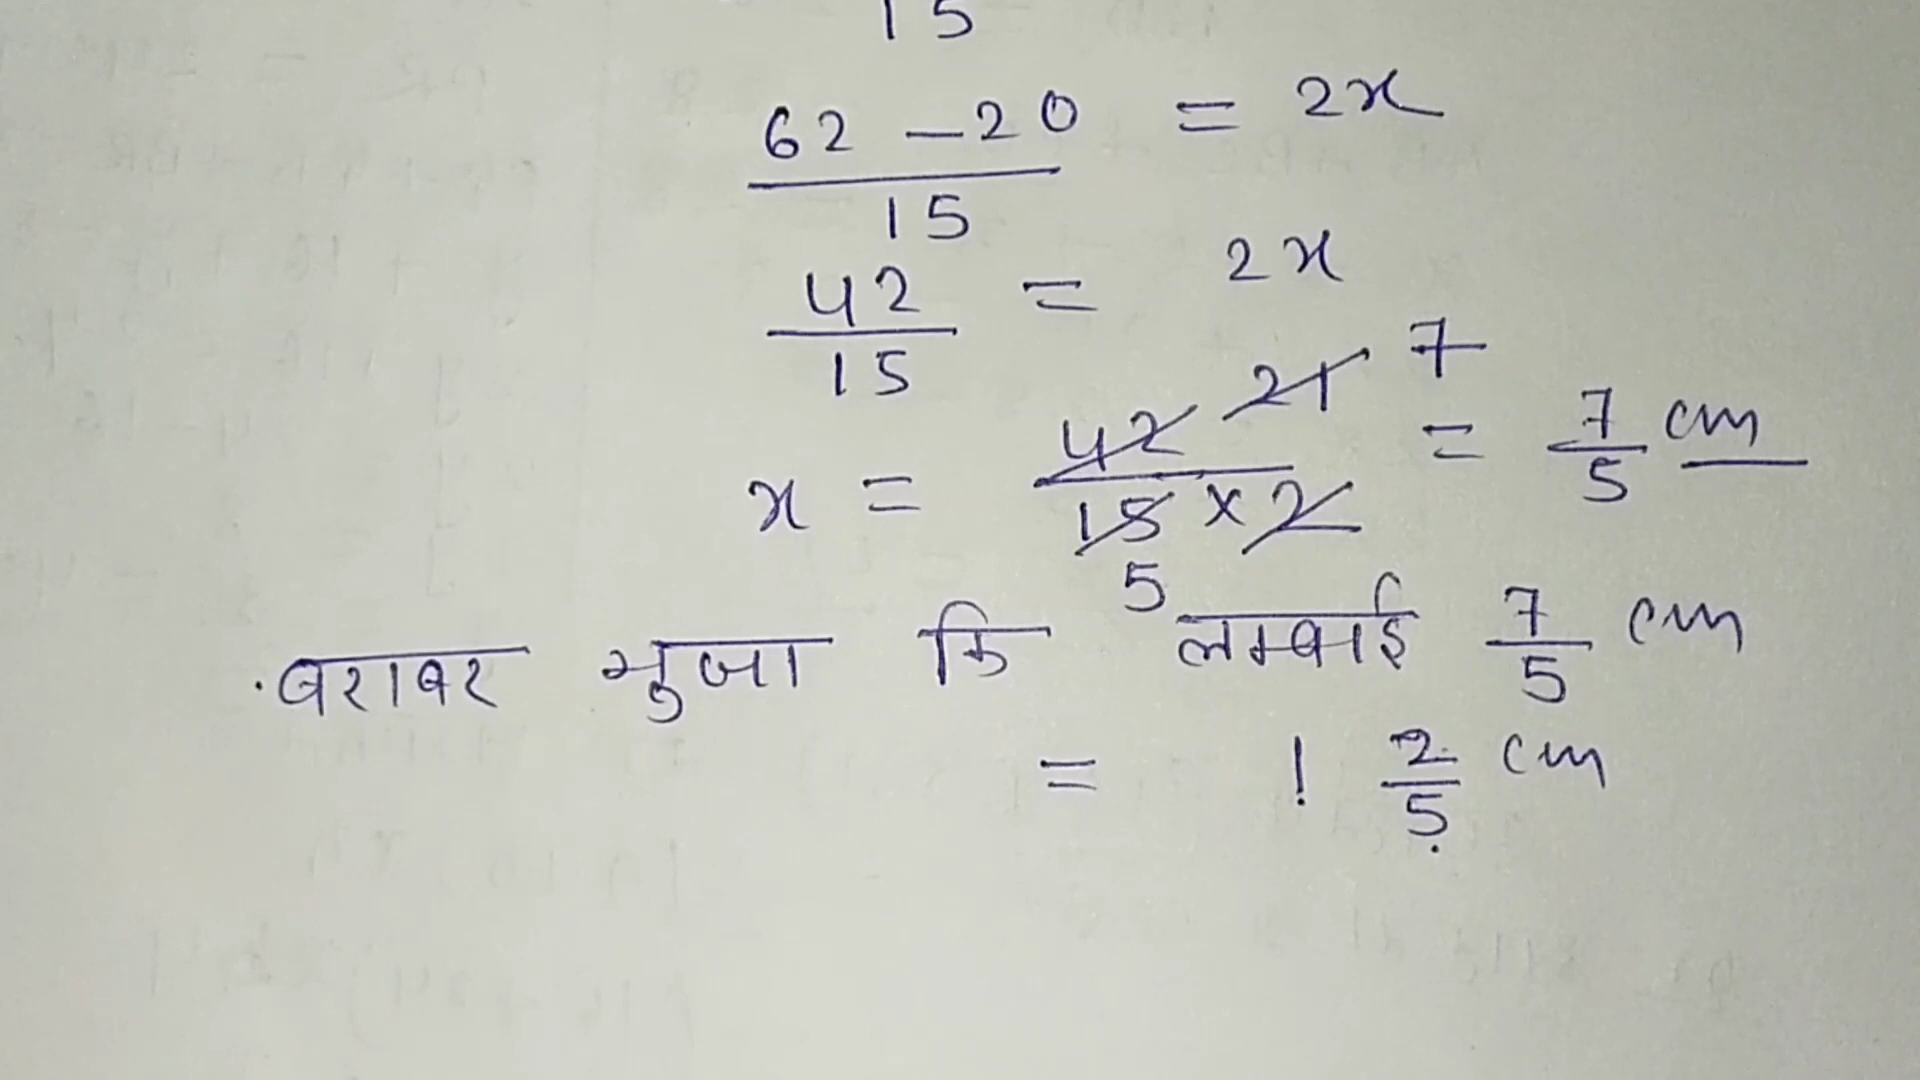 15
62 - 20 / 15 = 2x
42 / 15 = 2x
x = 42 21 7 / 15 × 2 5 = 7/5 cm
बराबर भुजा कि लम्बाई 7/5 cm
= 1 2/5 cm